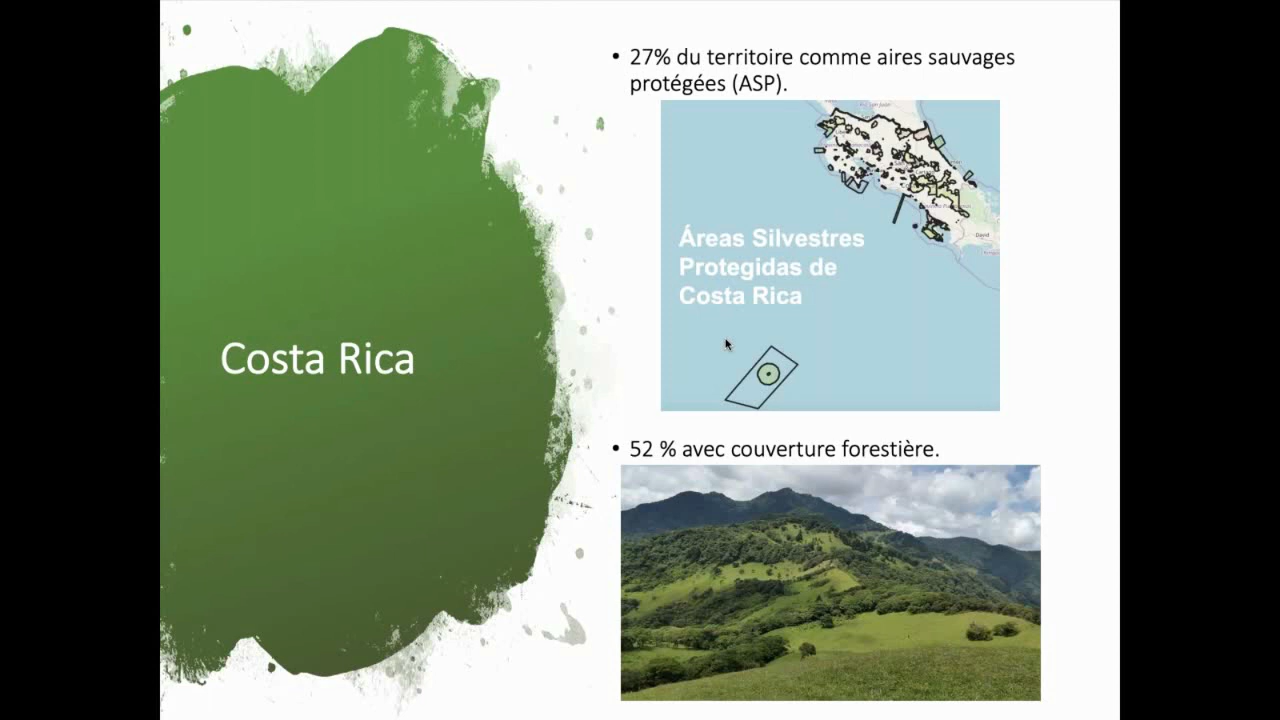 Costa Rica
• 27% du territoire comme aires sauvages
protégées (ASP).
Áreas Silvestres
Protegidas de
Costa Rica
David
• 52 % avec couverture forestière.